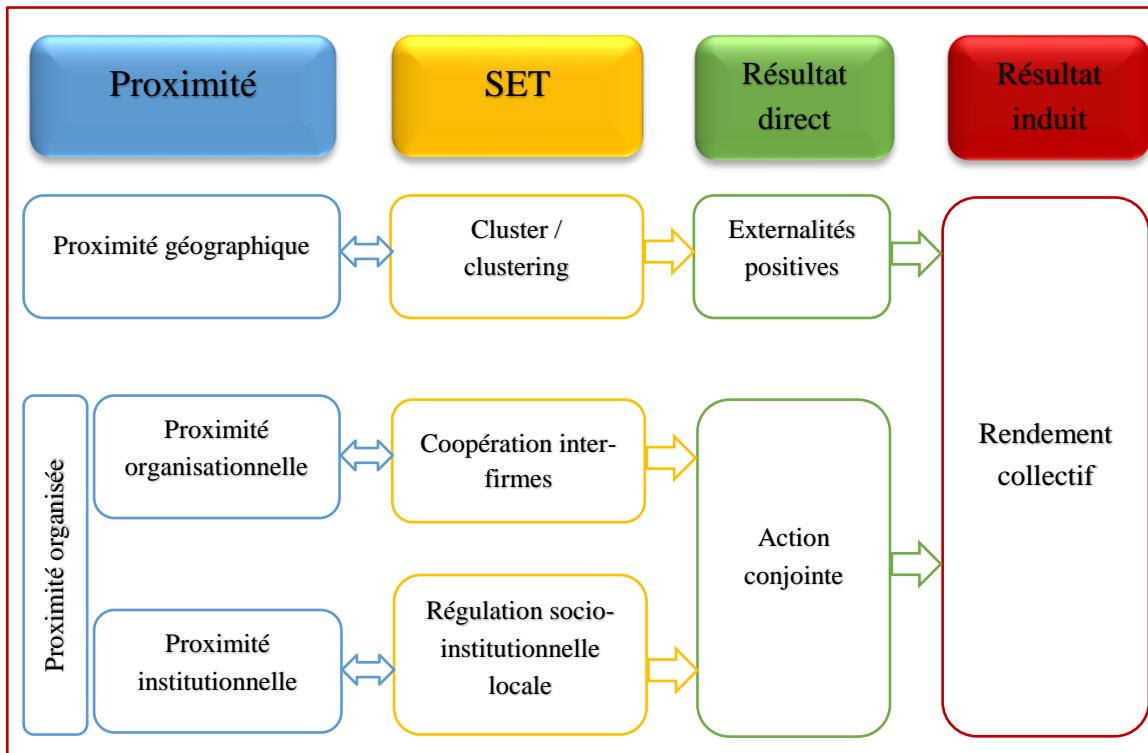 Proximité
SET
Résultat
direct
Résultat
induit
Proximité géographique
Cluster /
clustering
Externalités
positives
Proximité organisée
Proximité
organisationnelle
Coopération inter-
firmes
Proximité
institutionnelle
Régulation socio-
institutionnelle
locale
Action
conjointe
Rendement
collectif